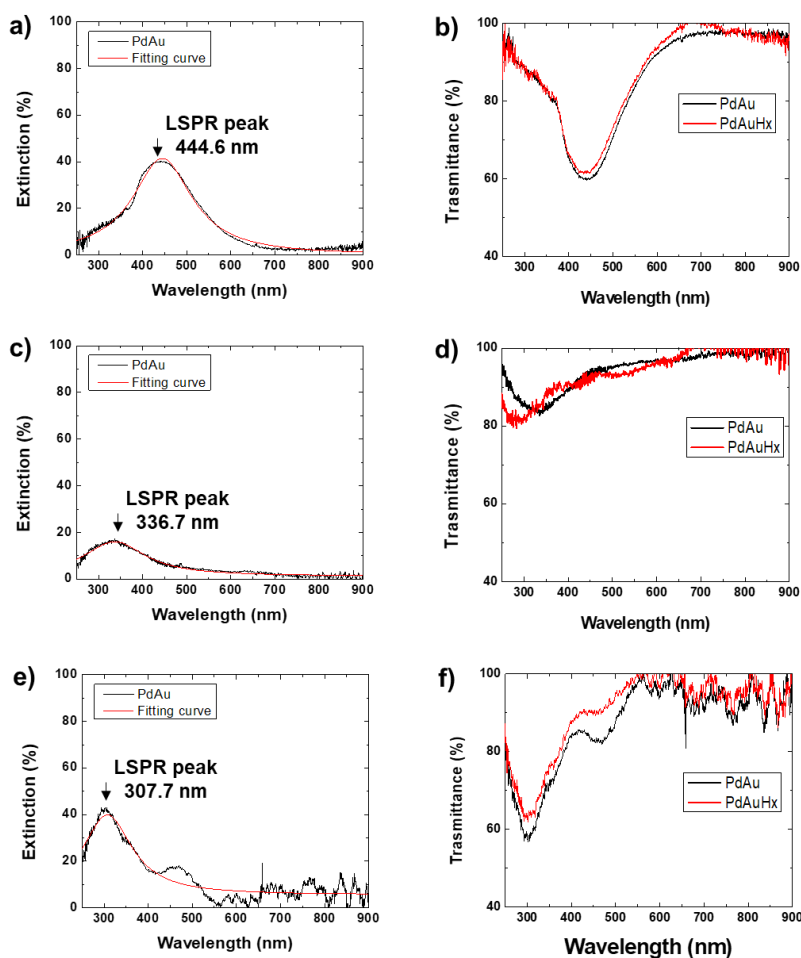 a)
100
80
60
40
20
0
Extinction (%)
PdAu
Fitting curve
LSPR peak
444.6 nm
300 400 500 600 700 800 900
Wavelength (nm)
b)
100
80
60
40
Trasmittance (%)
PdAu
PdAuHx
300 400 500 600 700 800 900
Wavelength (nm)
c)
100
80
60
40
20
0
Extinction (%)
PdAu
Fitting curve
LSPR peak
336.7 nm
300 400 500 600 700 800 900
Wavelength (nm)
d)
100
90
80
70
60
50
40
Trasmittance (%)
PdAu
PdAuHx
300 400 500 600 700 800 900
Wavelength (nm)
e)
100
80
60
40
20
0
Extinction (%)
PdAu
Fitting curve
LSPR peak
307.7 nm
300 400 500 600 700 800 900
Wavelength (nm)
f)
100
80
60
40
Trasmittance (%)
PdAu
PdAuHx
300 400 500 600 700 800 900
Wavelength (nm)